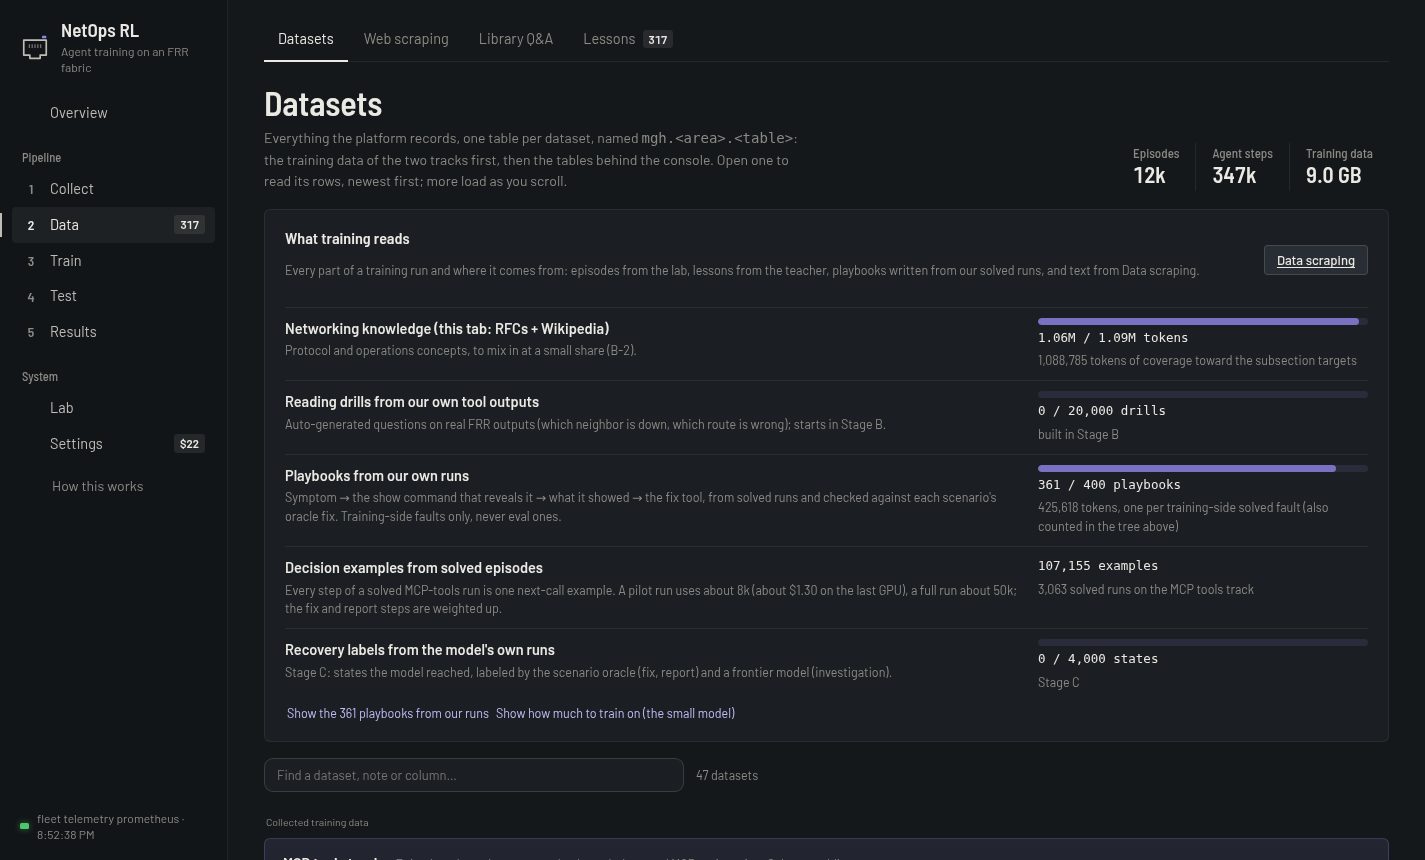 NetOps RL
Agent training on an FRR
fabric
Overview
Pipeline
1 Collect
2 Data 317
3 Train
4 Test
5 Results
System
Lab
Settings $22
How this works
fleet telemetry prometheus ·
8:52:38 PM
Datasets Web scraping Library Q&A Lessons 317
Datasets
Everything the platform records, one table per dataset, named mgh.<area>.<table>:
the training data of the two tracks first, then the tables behind the console. Open one to
read its rows, newest first; more load as you scroll.
Episodes
12k
Agent steps
347k
Training data
9.0 GB
What training reads
Every part of a training run and where it comes from: episodes from the lab, lessons from the teacher, playbooks written from our solved runs, and text from Data scraping.
Data scraping
Networking knowledge (this tab: RFCs + Wikipedia)
Protocol and operations concepts, to mix in at a small share (B-2).
1.06M / 1.09M tokens
1,088,785 tokens of coverage toward the subsection targets
Reading drills from our own tool outputs
Auto-generated questions on real FRR outputs (which neighbor is down, which route is wrong); starts in Stage B.
0 / 20,000 drills
built in Stage B
Playbooks from our own runs
Symptom → the show command that reveals it → what it showed → the fix tool, from solved runs and checked against each scenario's
oracle fix. Training-side faults only, never eval ones.
361 / 400 playbooks
425,618 tokens, one per training-side solved fault (also
counted in the tree above)
Decision examples from solved episodes
Every step of a solved MCP-tools run is one next-call example. A pilot run uses about 8k (about $1.30 on the last GPU), a full run about 50k;
the fix and report steps are weighted up.
107,155 examples
3,063 solved runs on the MCP tools track
Recovery labels from the model's own runs
Stage C: states the model reached, labeled by the scenario oracle (fix, report) and a frontier model (investigation).
0 / 4,000 states
Stage C
Show the 361 playbooks from our runs Show how much to train on (the small model)
Find a dataset, note or column...
47 datasets
Collected training data